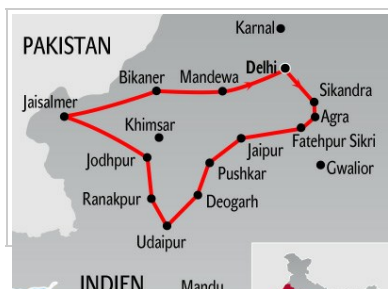 Karnal
PAKISTAN
Delhi
Bikaner Mandewa
Sikandra
Jaisalmer
Agra
Khimsar
Fatehpur Sikri
Jaipur
Jodhpur
Gwalior
Pushkar
Ranakpur
Deogarh
Udaipur
INDIEN
Mandu